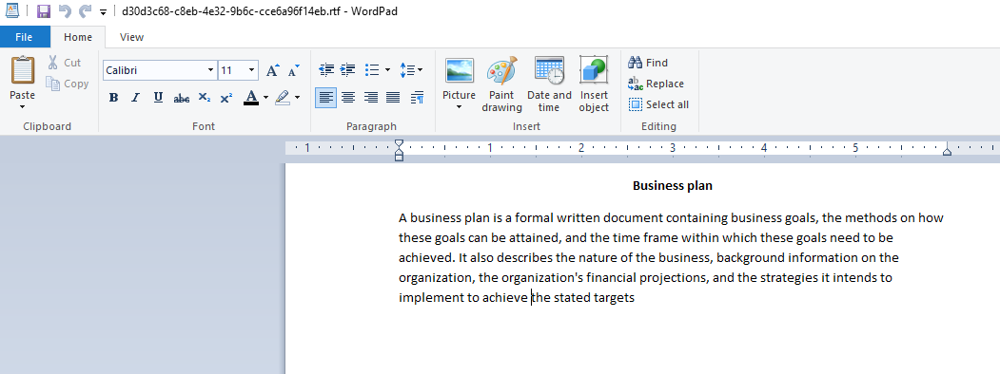 d30d3c68-c8eb-4e32-9b6c-cce6a96f14eb.rtf - WordPad
File Home View
Paste
Cut
Copy
Clipboard
Calibri 11
B I U abc X₂ X² A
Font
Paragraph
Picture
Paint drawing
Date and time
Insert object
Insert
Find
Replace
Select all
Editing
1 1 2 3 4 5
Business plan
A business plan is a formal written document containing business goals, the methods on how
these goals can be attained, and the time frame within which these goals need to be
achieved. It also describes the nature of the business, background information on the
organization, the organization's financial projections, and the strategies it intends to
implement to achieve the stated targets